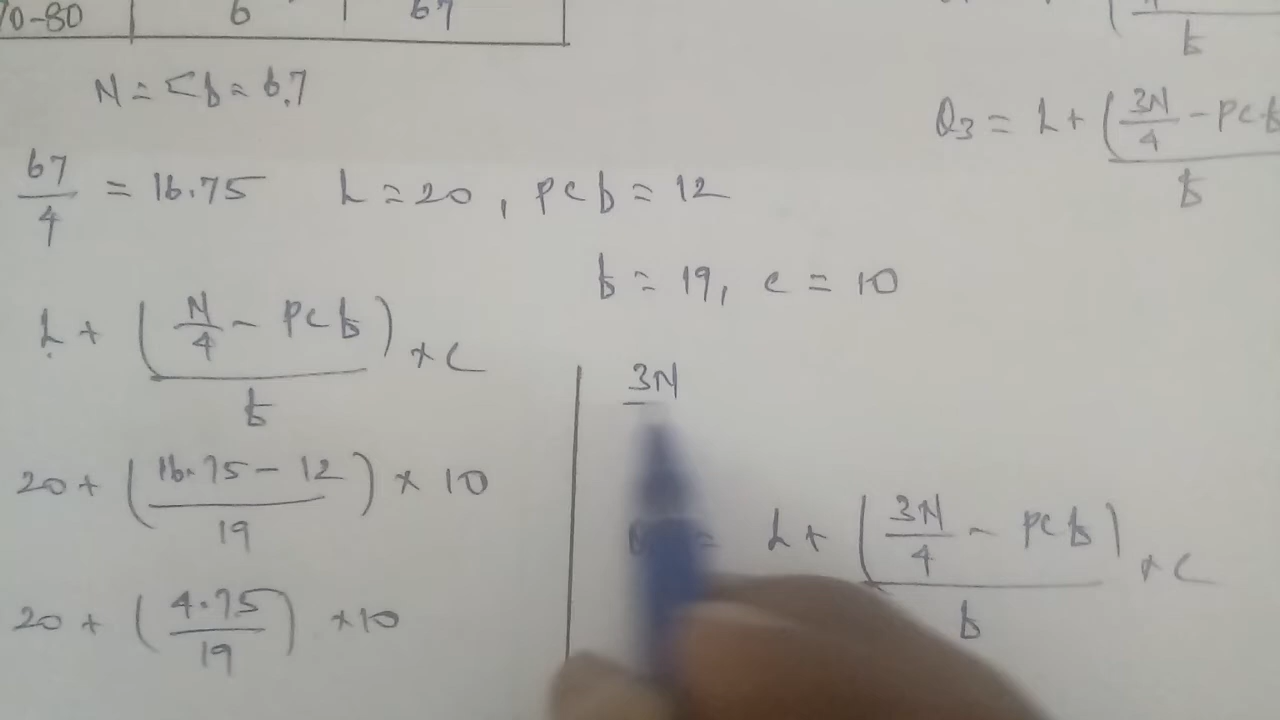 70-80 6 67
N = Σf = 67
67/4 = 16.75 L = 20, pcf = 12
f = 19, c = 10
Q3 = L + (3N/4 - pcf
f
L + (N/4 - pcf)/f × c
20 + (16.75 - 12)/19 × 10
20 + (4.75/19) × 10
3N
= L + (3N/4 - pcf)/f × c